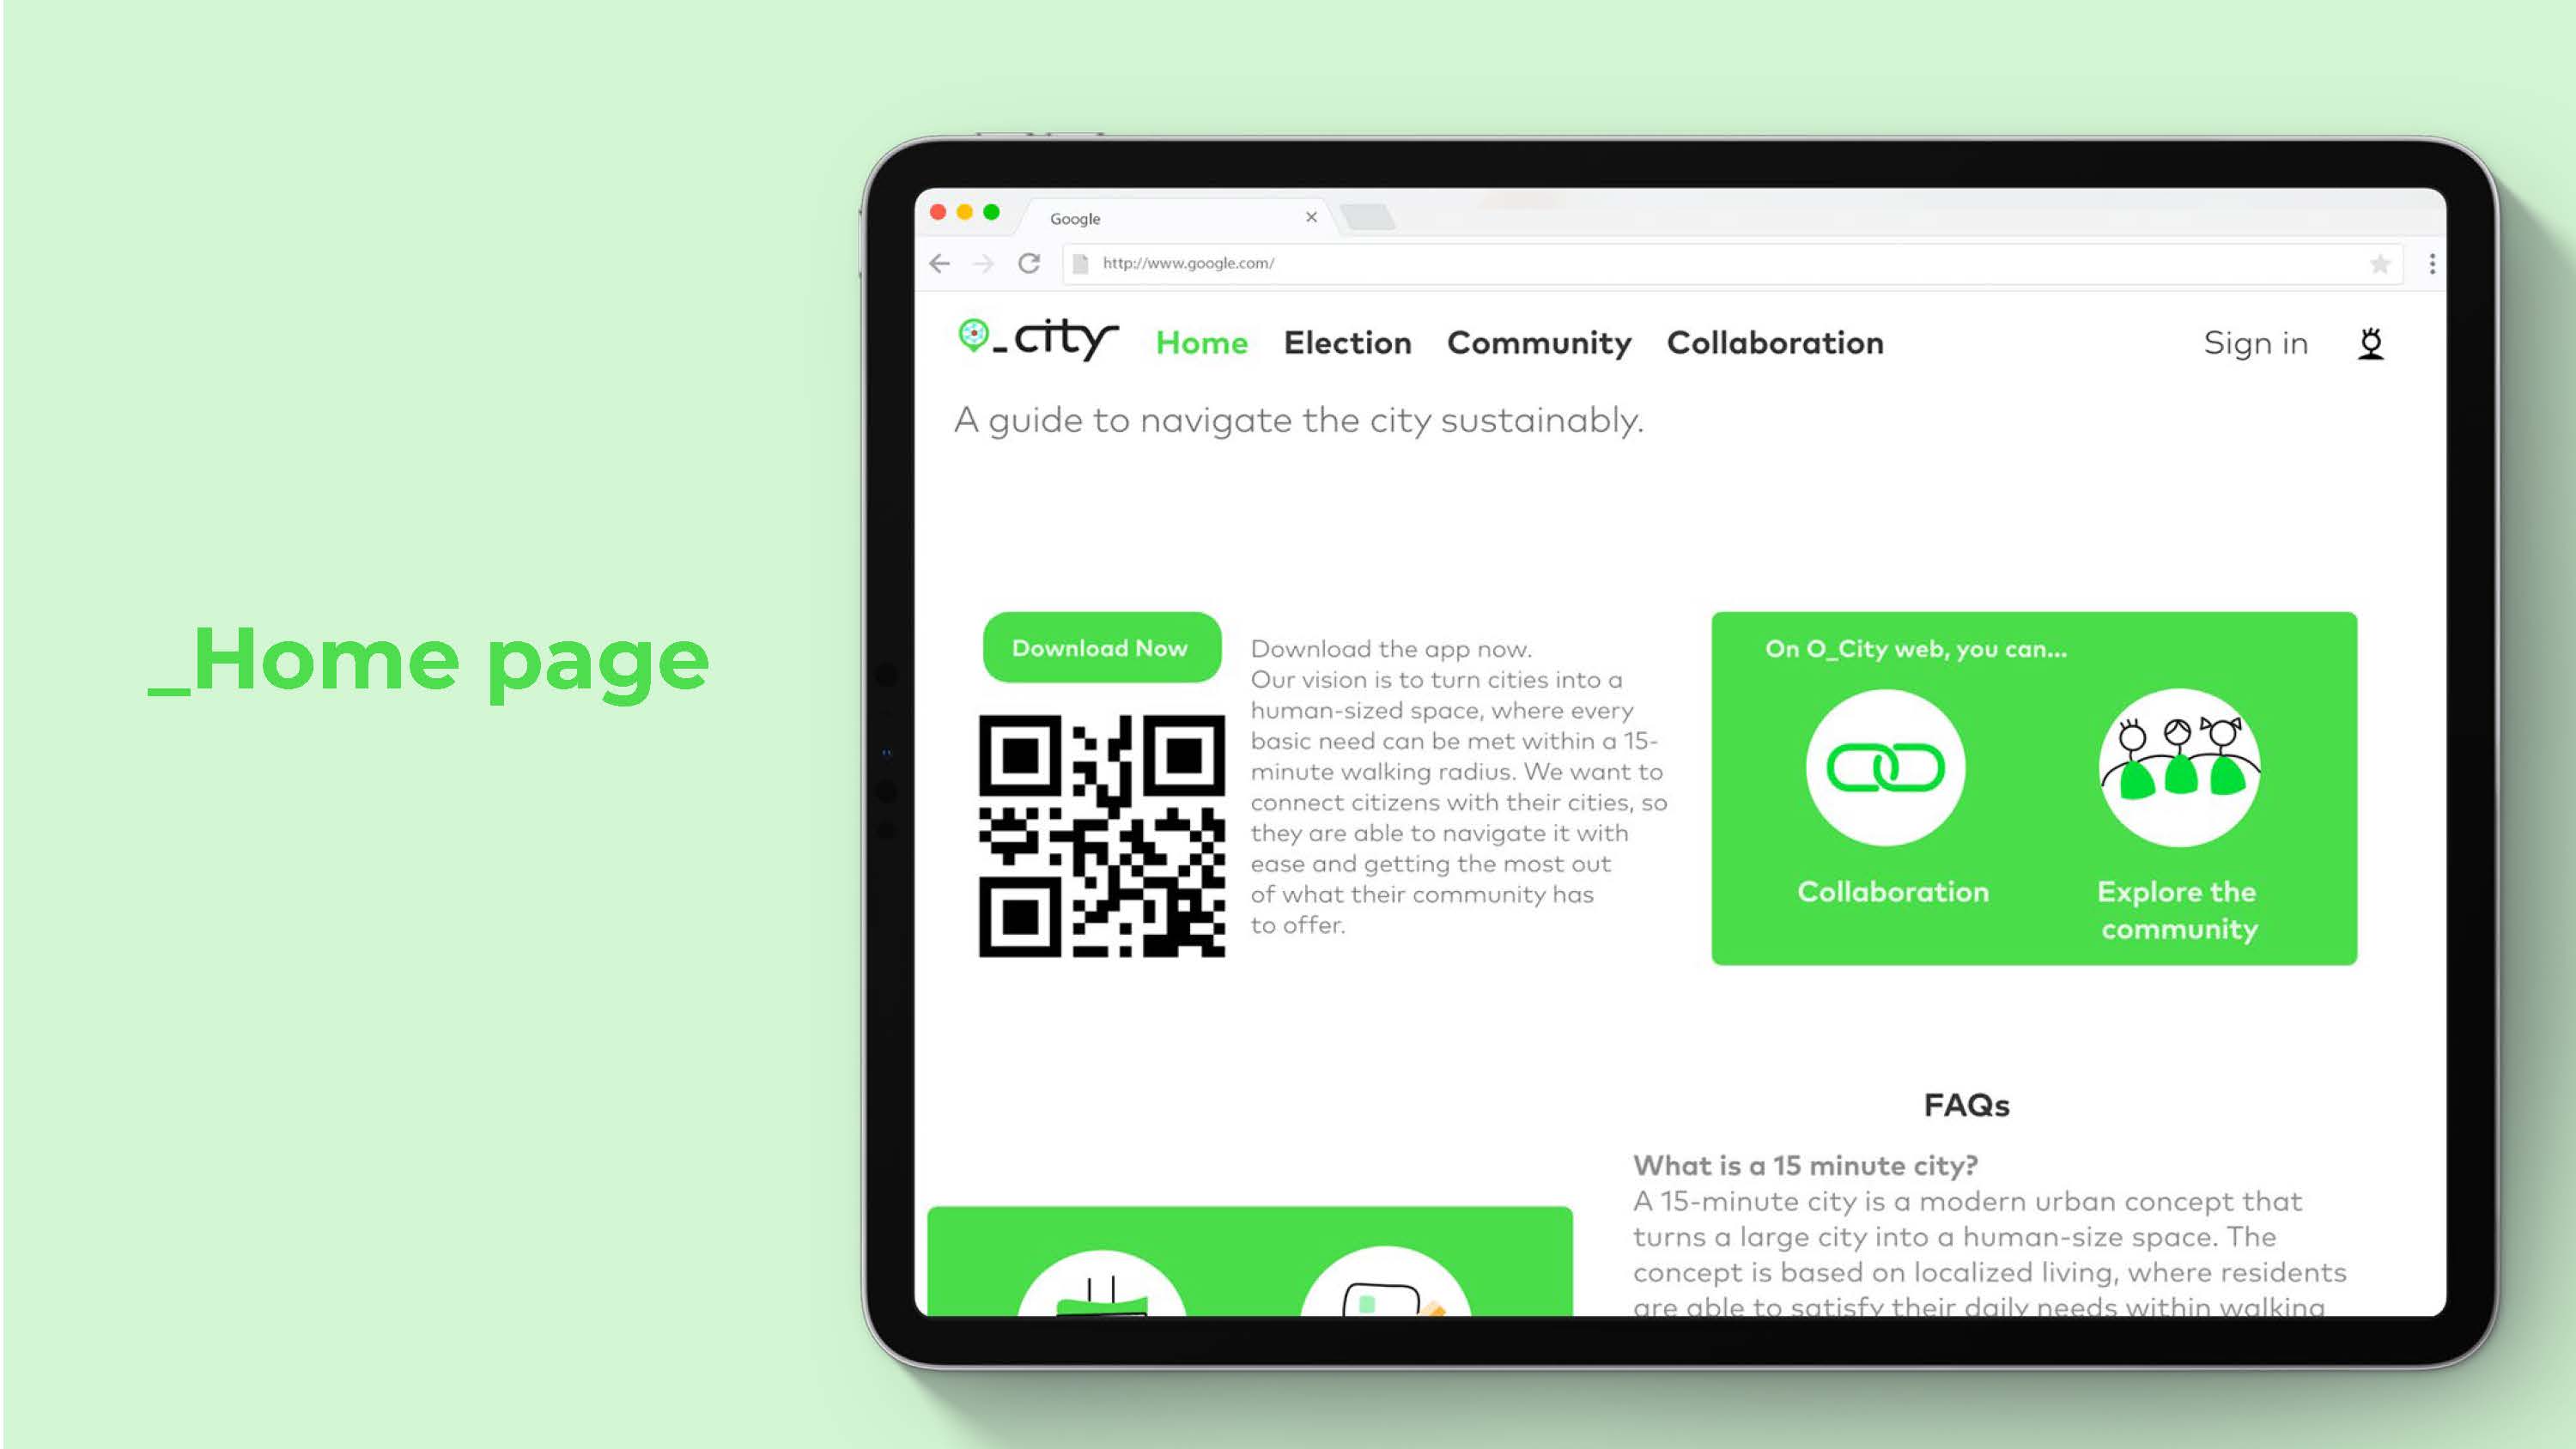 _Home page
Google
http://www.google.com/
_city
Home Election Community Collaboration
Sign in
A guide to navigate the city sustainably.
Download Now
Download the app now.
Our vision is to turn cities into a
human-sized space, where every
basic need can be met within a 15-
minute walking radius. We want to
connect citizens with their cities, so
they are able to navigate it with
ease and getting the most out
of what their community has
to offer.
On O_City web, you can...
Collaboration
Explore the
community
FAQs
What is a 15 minute city?
A 15-minute city is a modern urban concept that
turns a large city into a human-size space. The
concept is based on localized living, where residents
are able to satisfy their daily needs within walking